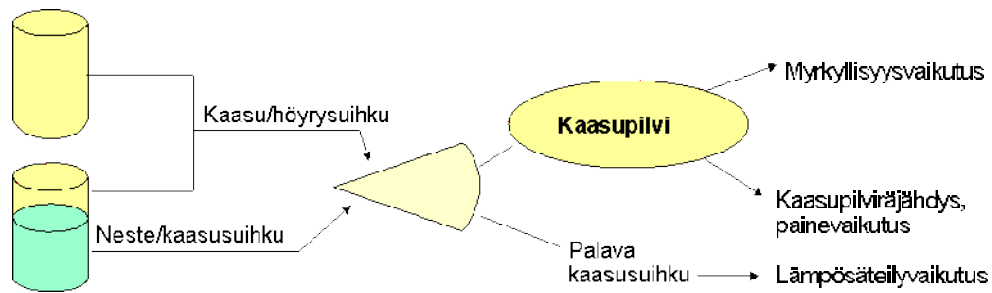 Myrkyllisyysvaikutus
Kaasu/höyrysuihku
Kaasupilvi
Kaasupilviräjähdys,
painevaikutus
Neste/kaasusuihku
Palava
kaasusuihku
Lämpösäteilyvaikutus